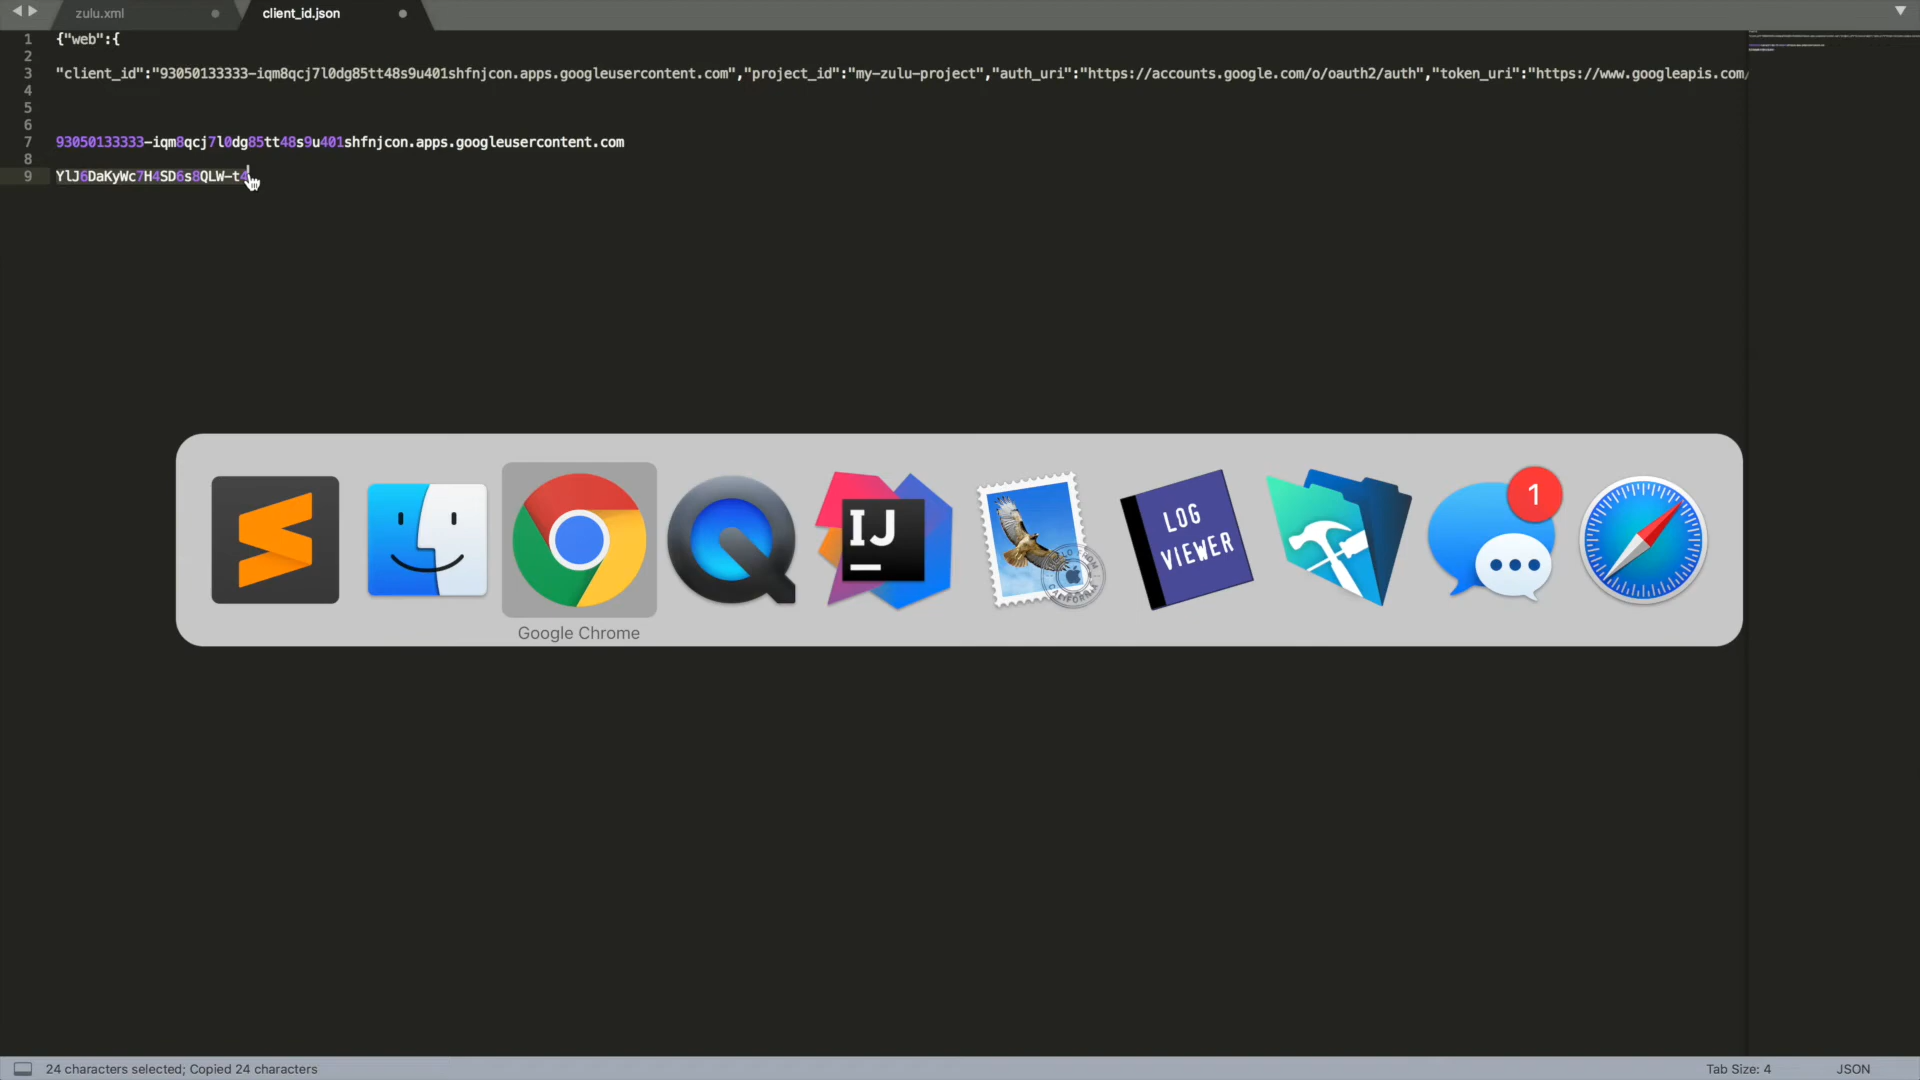 zulu.xml
client_id.json
1 {"web":{
2
3 "client_id":"93050133333-iqm8qcj7l0dg85tt48s9u401shfnjcon.apps.googleusercontent.com","project_id":"my-zulu-project","auth_uri":"https://accounts.google.com/o/oauth2/auth","token_uri":"https://www.googleapis.com/
4
5
6
7 93050133333-iqm8qcj7l0dg85tt48s9u401shfnjcon.apps.googleusercontent.com
8
9 YlJ6DaKyWc7H4SD6s8QLW-t4
IJ
LOG
VIEWER
1
Google Chrome
24 characters selected; Copied 24 characters
Tab Size: 4
JSON